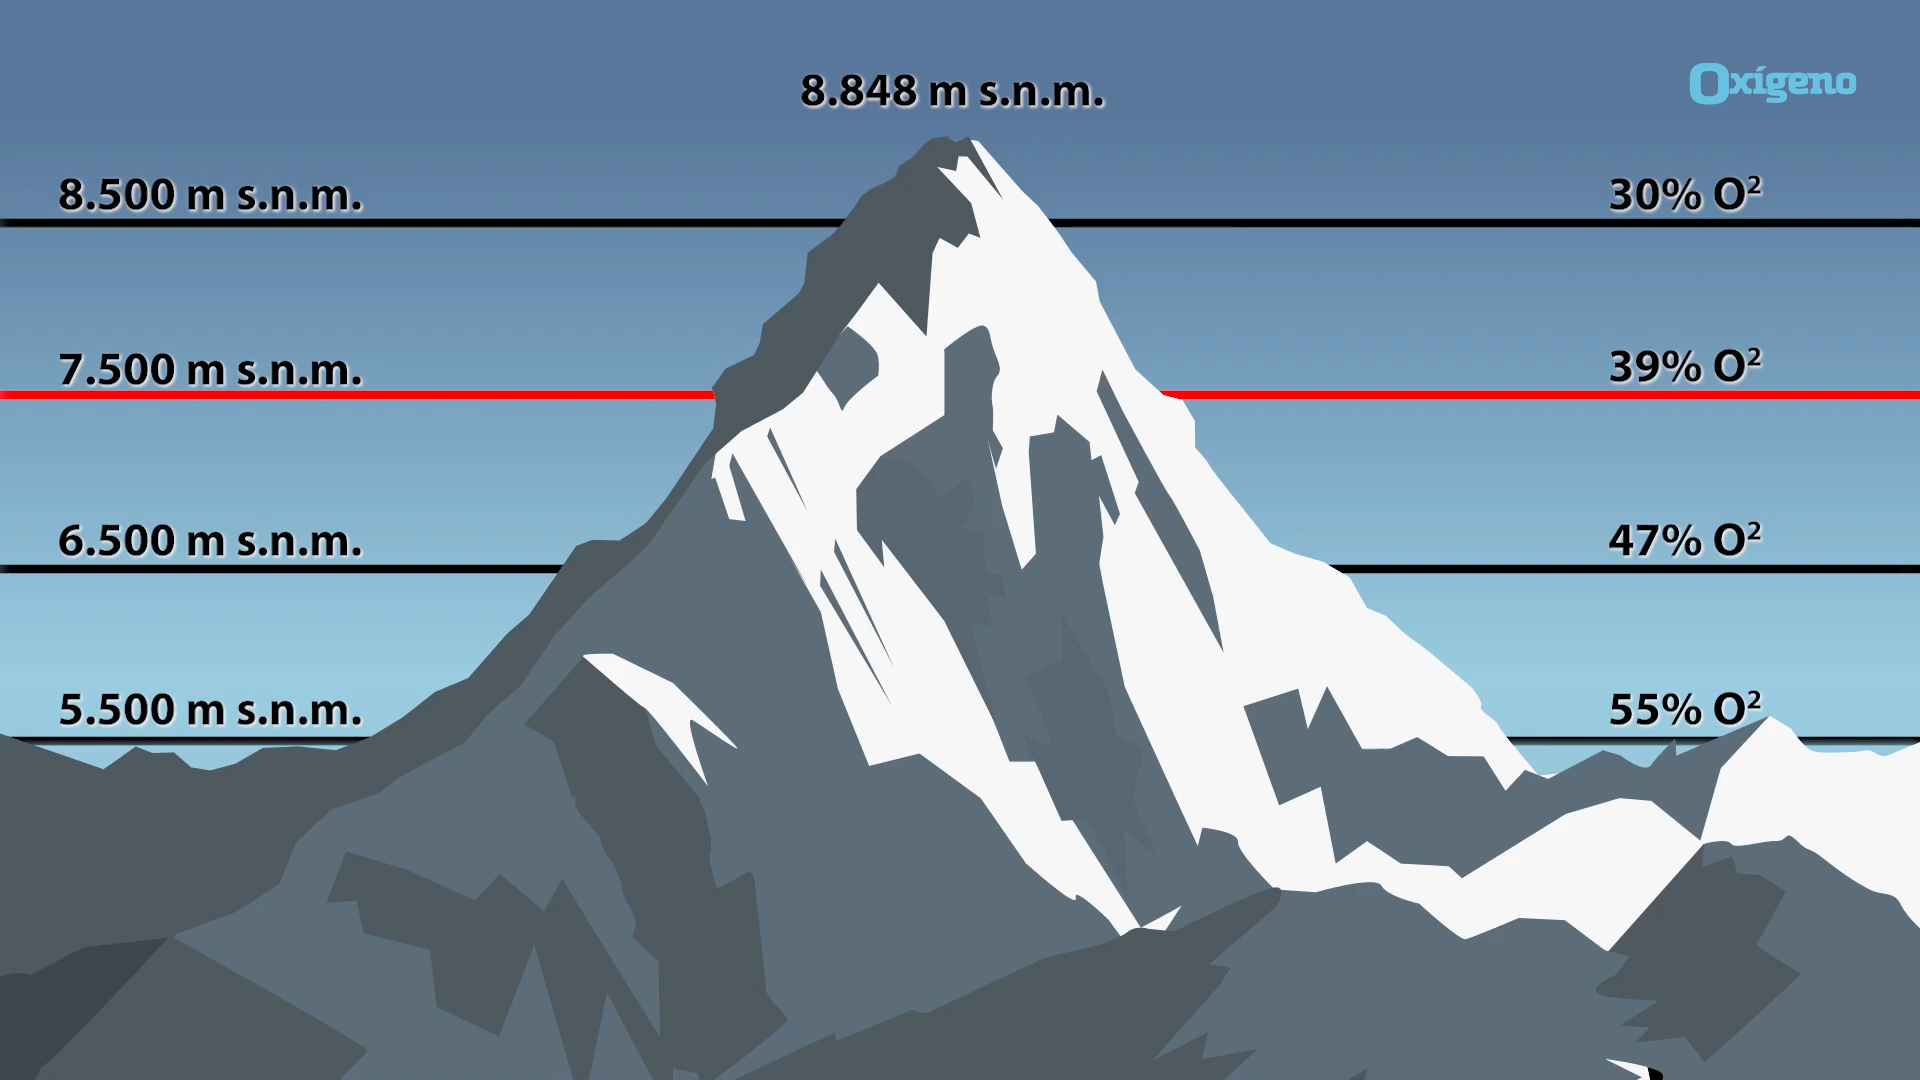 8.848 m s.n.m.
Oxígeno
8.500 m s.n.m.
30% O²
7.500 m s.n.m.
39% O²
6.500 m s.n.m.
47% O²
5.500 m s.n.m.
55% O²